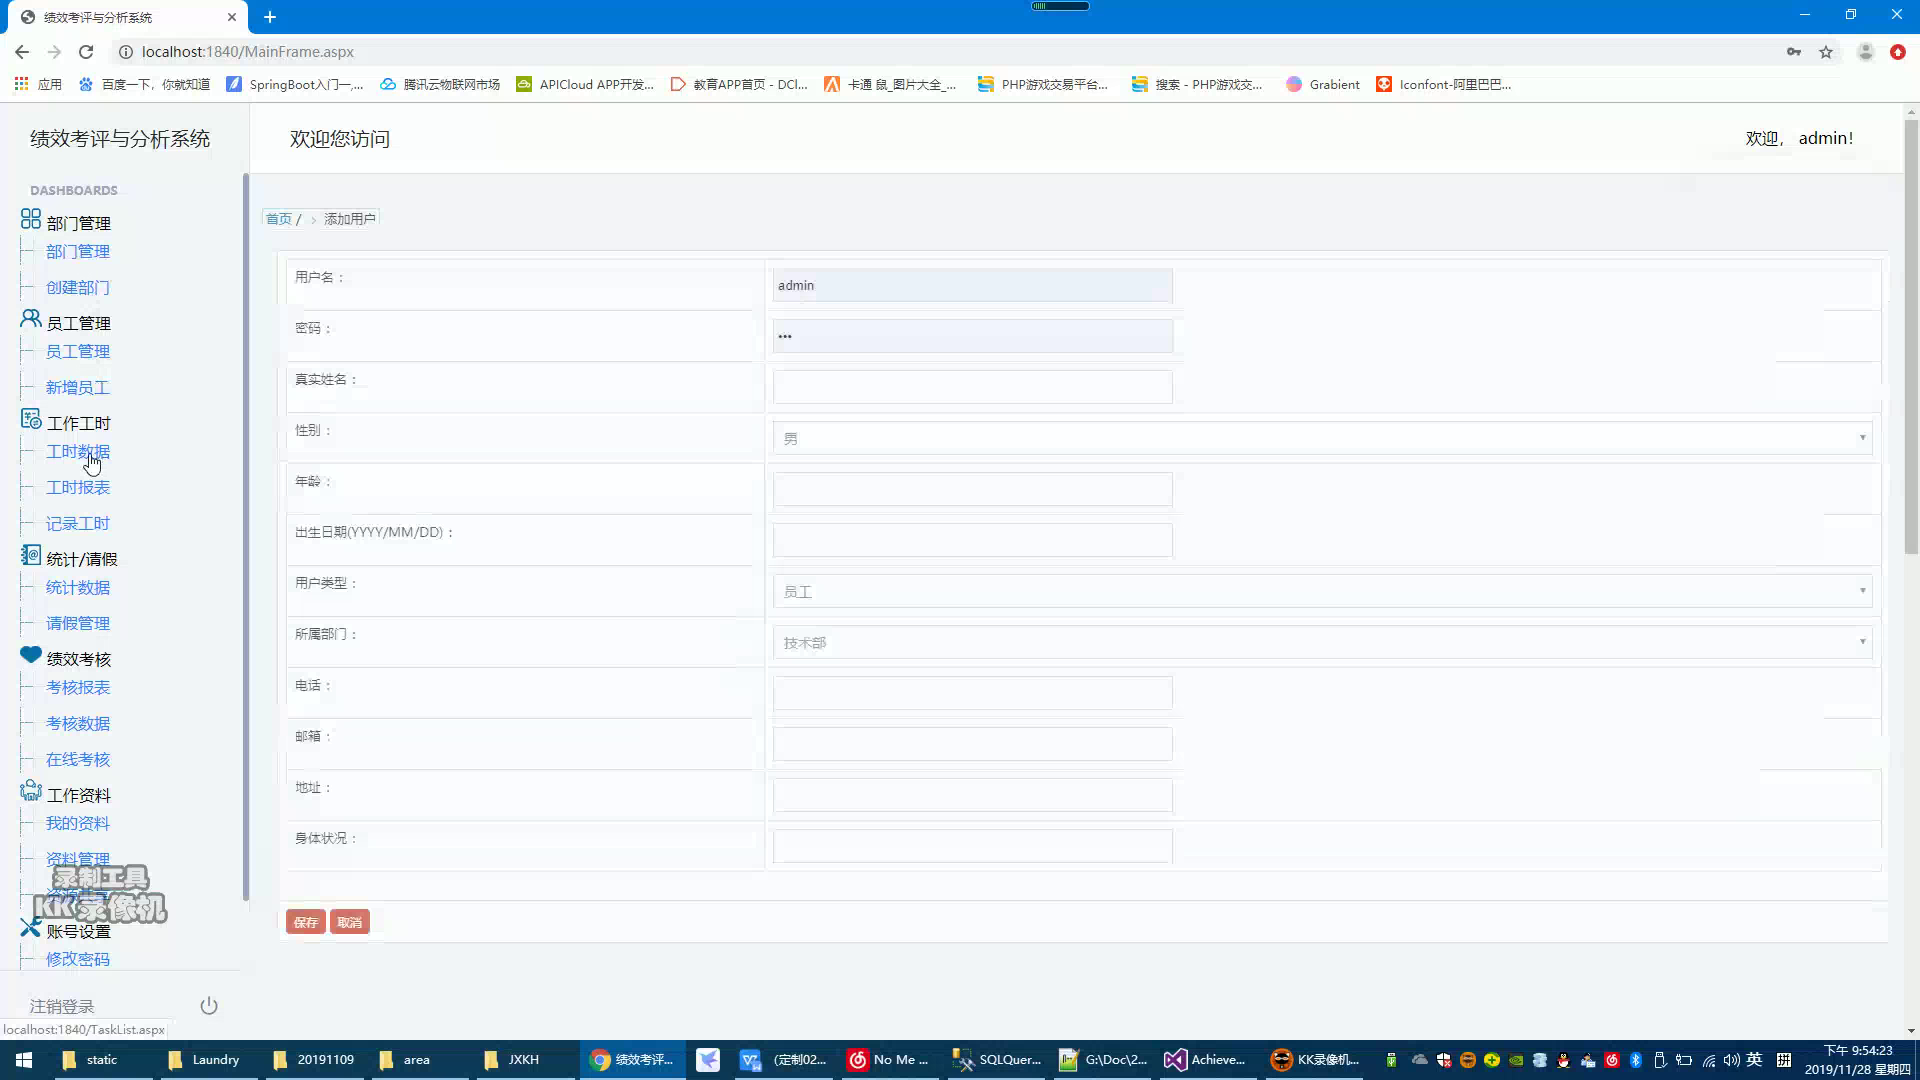 绩效考评与分析系统
localhost:1840/MainFrame.aspx
应用 百度一下，你就知道 SpringBoot入门一,... 腾讯云物联网市场 APICloud APP开发... 教育APP首页 - DCl... 卡通 鼠_图片大全_... PHP游戏交易平台... 搜索 - PHP游戏交... Grabient Iconfont-阿里巴巴...
绩效考评与分析系统
欢迎您访问
欢迎， admin!
DASHBOARDS
部门管理
部门管理
创建部门
员工管理
员工管理
新增员工
工作工时
工时数据
工时报表
记录工时
统计/请假
统计数据
请假管理
绩效考核
考核报表
考核数据
在线考核
工作资料
我的资料
资料管理
录制工具
KK录像机
账号设置
修改密码
注销登录
localhost:1840/TaskList.aspx
首页 / > 添加用户
用户名： admin
密码： •••
真实姓名：
性别： 男
年龄：
出生日期(YYYY/MM/DD)：
用户类型： 员工
所属部门： 技术部
电话：
邮箱：
地址：
身体状况：
保存 取消
static Laundry 20191109 area JXKH 绩效考评... (定制02... No Me ... SQLQuer... G:\Doc\2... Achieve... KK录像机... 英 拼
下午 9:54:23
2019/11/28 星期四